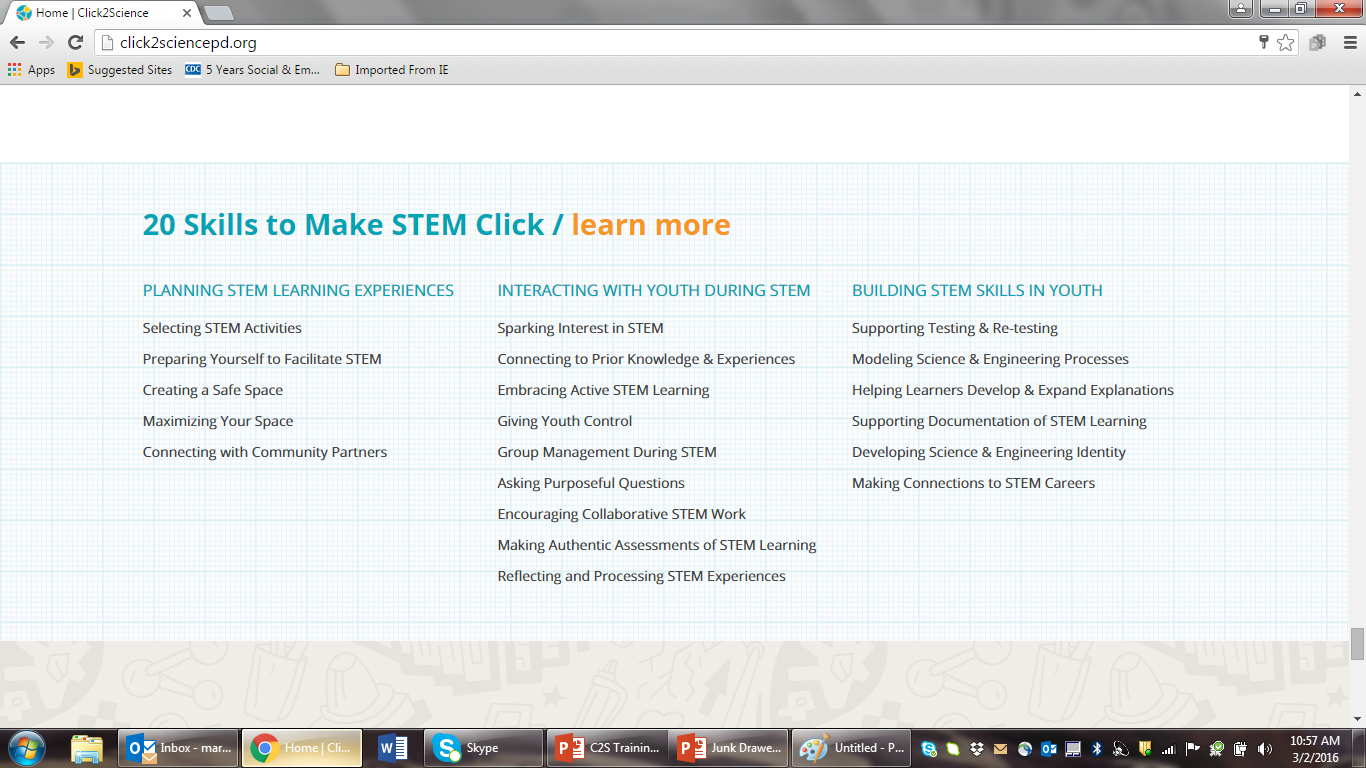 Home | Click2Science
click2sciencepd.org
Apps
Suggested Sites
CDC
5 Years Social & Em...
Imported From IE
20 Skills to Make STEM Click / learn more
PLANNING STEM LEARNING EXPERIENCES
Selecting STEM Activities
Preparing Yourself to Facilitate STEM
Creating a Safe Space
Maximizing Your Space
Connecting with Community Partners
INTERACTING WITH YOUTH DURING STEM
Sparking Interest in STEM
Connecting to Prior Knowledge & Experiences
Embracing Active STEM Learning
Giving Youth Control
Group Management During STEM
Asking Purposeful Questions
Encouraging Collaborative STEM Work
Making Authentic Assessments of STEM Learning
Reflecting and Processing STEM Experiences
BUILDING STEM SKILLS IN YOUTH
Supporting Testing & Re-testing
Modeling Science & Engineering Processes
Helping Learners Develop & Expand Explanations
Supporting Documentation of STEM Learning
Developing Science & Engineering Identity
Making Connections to STEM Careers
Inbox - mar...
Home | Cli...
Skype
C2S Trainin...
Junk Drawe...
Untitled - P...
10:57 AM
3/2/2016